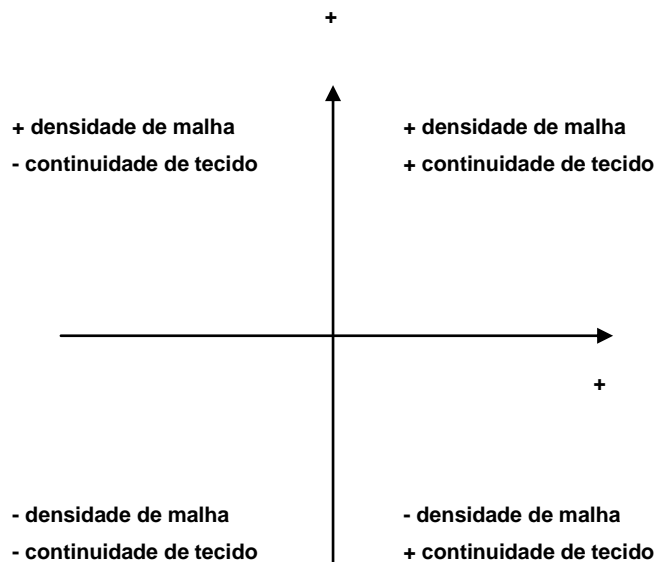 +
+ densidade de malha
- continuidade de tecido
+ densidade de malha
+ continuidade de tecido
+
- densidade de malha
- continuidade de tecido
- densidade de malha
+ continuidade de tecido